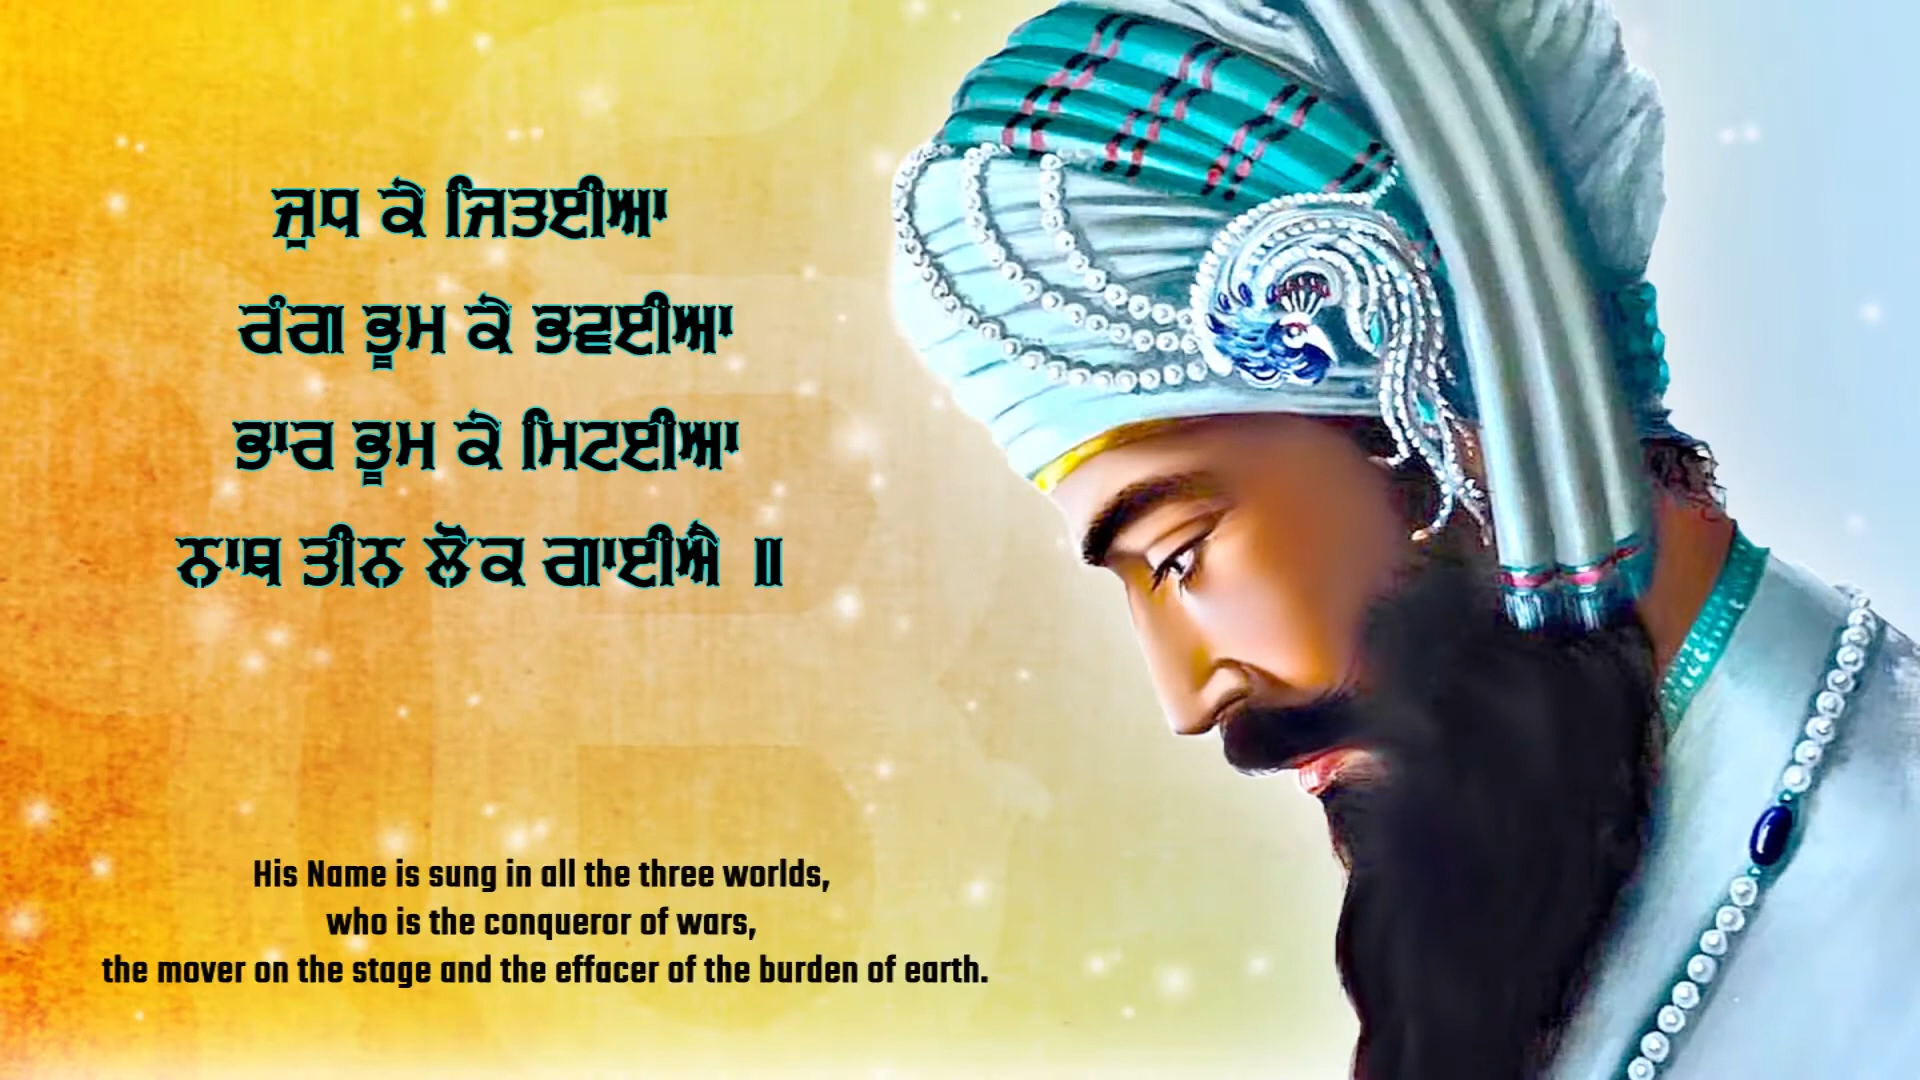 ਜੁਧ ਕੇ ਜਿਤਈਆ
ਰੰਗ ਭੂਮ ਕੇ ਭਵਈਆ
ਭਾਰ ਭੂਮ ਕੇ ਮਿਟਈਆ
ਨਾਥ ਤੀਨ ਲੋਕ ਗਾਈਐ ॥
His Name is sung in all the three worlds,
who is the conqueror of wars,
the mover on the stage and the effacer of the burden of earth.